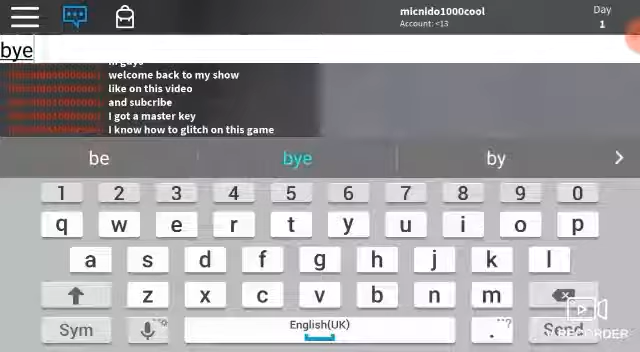 micnido1000cool
Account: <13
Day
1
bye
hi guys
welcome back to my show
like on this video
and subcribe
I got a master key
I know how to glitch on this game
be bye by
1 2 3 4 5 6 7 8 9 0
q w e r t y u i o p
a s d f g h j k l
z x c v b n m
Sym English(UK) . ? Send
RECORDER